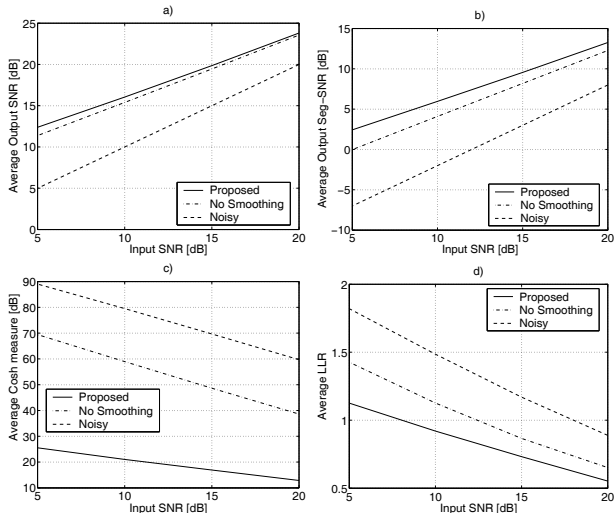 a)
Average Output SNR [dB]
25
20
15
10
5
0
5
10
15
20
Input SNR [dB]
Proposed
No Smoothing
Noisy
b)
Average Output Seg−SNR [dB]
15
10
5
0
−5
−10
5
10
15
20
Input SNR [dB]
Proposed
No Smoothing
Noisy
c)
Average Cosh measure [dB]
90
80
70
60
50
40
30
20
10
5
10
15
20
Input SNR [dB]
Proposed
No Smoothing
Noisy
d)
Average LLR
2
1.5
1
0.5
5
10
15
20
Input SNR [dB]
Proposed
No Smoothing
Noisy